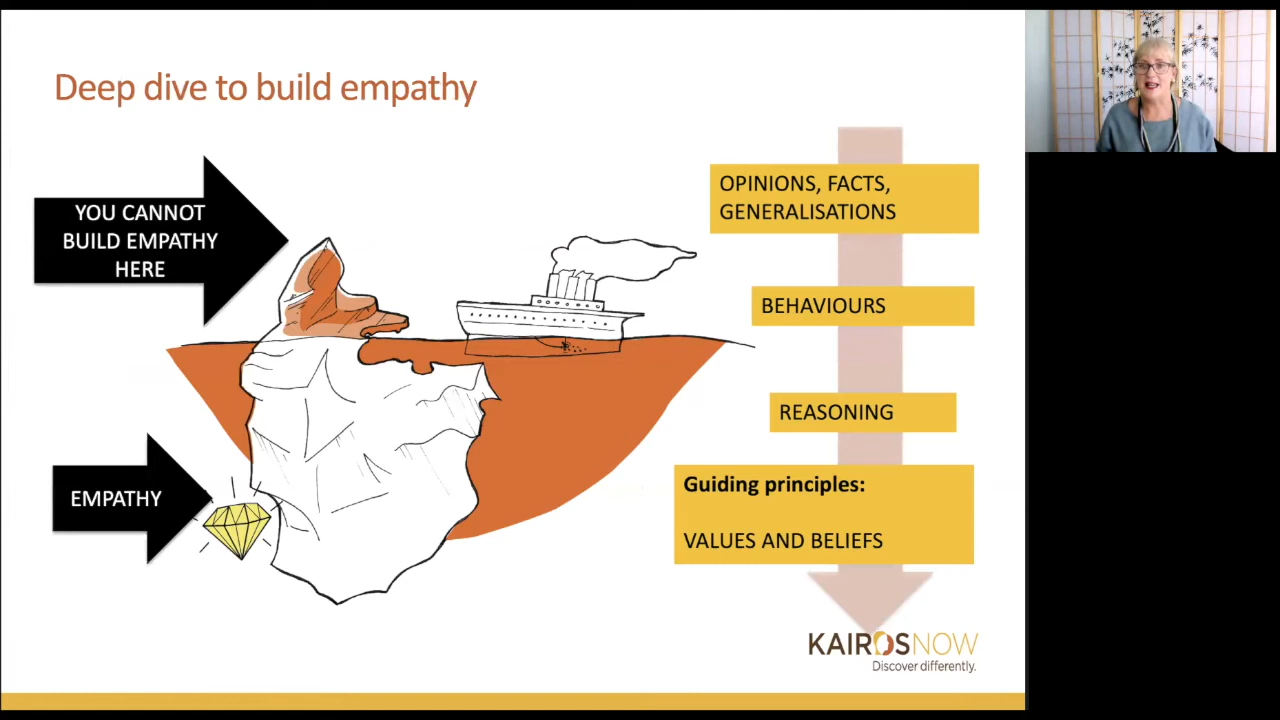 Deep dive to build empathy
YOU CANNOT
BUILD EMPATHY
HERE
EMPATHY
OPINIONS, FACTS,
GENERALISATIONS
BEHAVIOURS
REASONING
Guiding principles:
VALUES AND BELIEFS
KAIROSNOW
Discover differently.